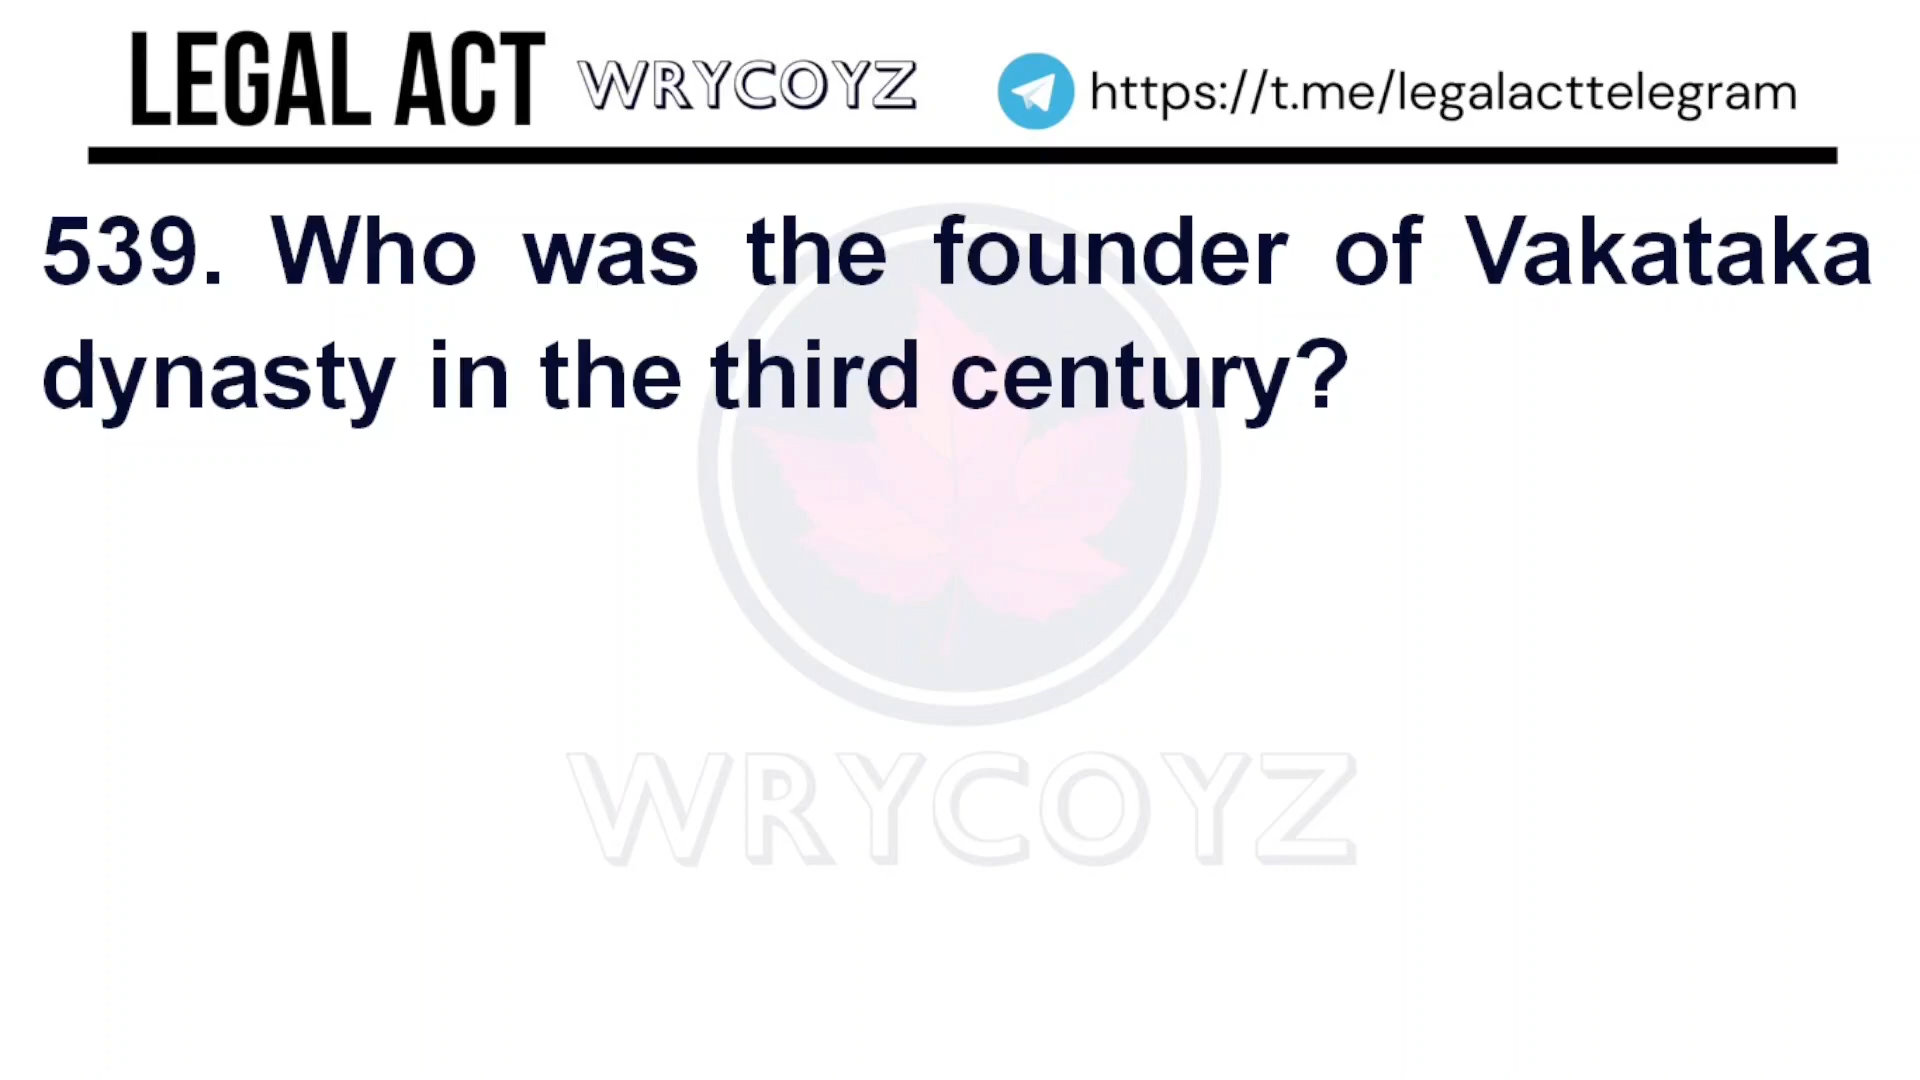 LEGAL ACT WRYCOYZ https://t.me/legalacttelegram
539. Who was the founder of Vakataka
dynasty in the third century?
WRYCOYZ